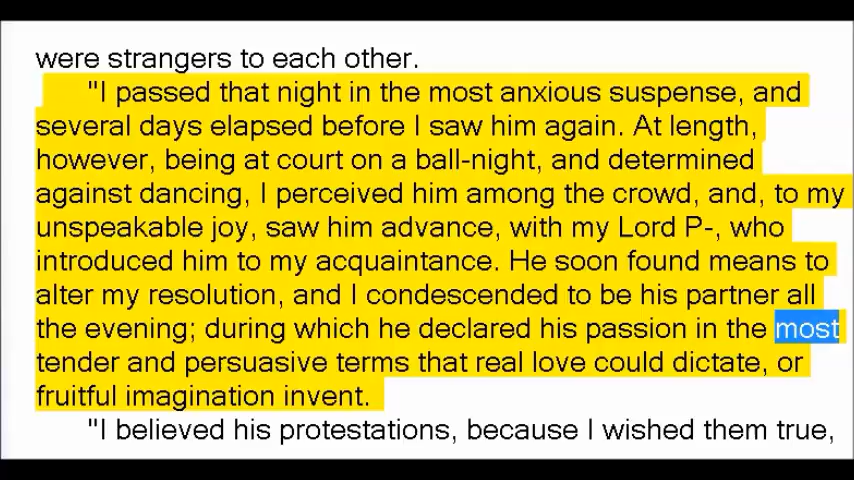 were strangers to each other.
"I passed that night in the most anxious suspense, and
several days elapsed before I saw him again. At length,
however, being at court on a ball-night, and determined
against dancing, I perceived him among the crowd, and, to my
unspeakable joy, saw him advance, with my Lord P-, who
introduced him to my acquaintance. He soon found means to
alter my resolution, and I condescended to be his partner all
the evening; during which he declared his passion in the most
tender and persuasive terms that real love could dictate, or
fruitful imagination invent.
"I believed his protestations, because I wished them true,